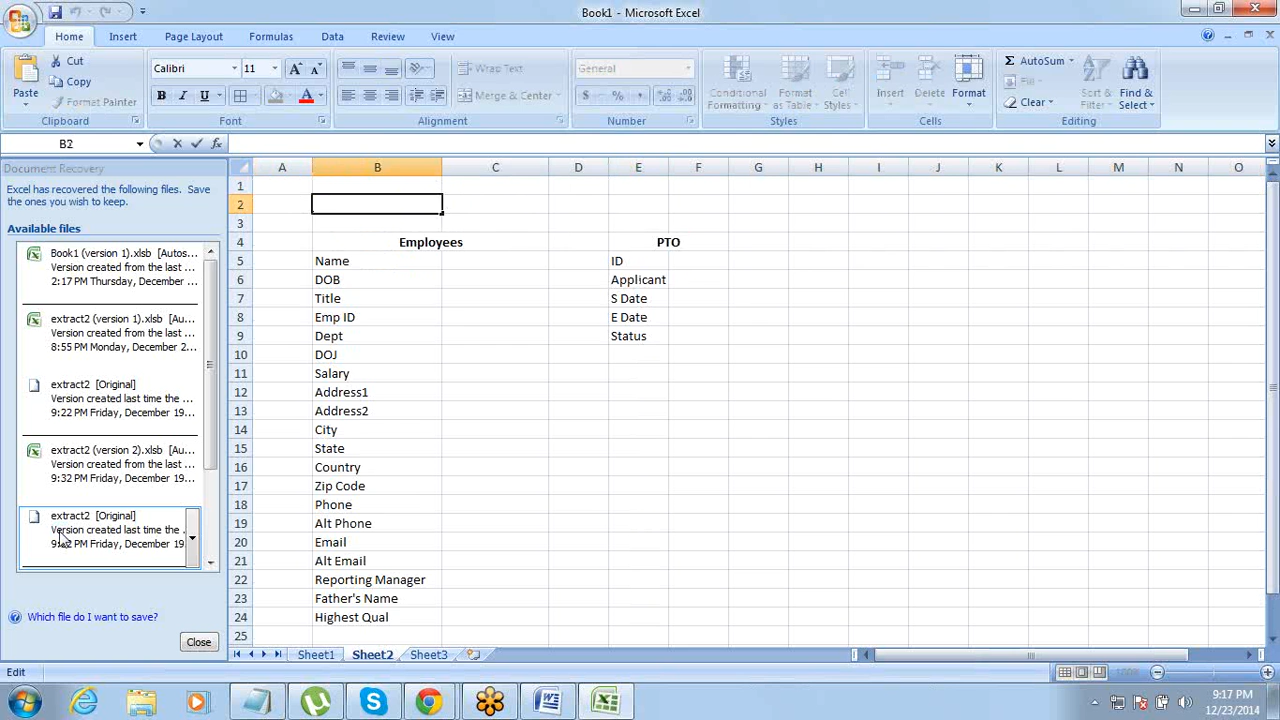 Book1 - Microsoft Excel
Home Insert Page Layout Formulas Data Review View
Paste
Cut
Copy
Format Painter
Clipboard
Calibri 11
B I U A
Font
Wrap Text
Merge & Center
Alignment
General
$ % ,
Number
Conditional Formatting
Format as Table
Cell Styles
Styles
Insert Delete Format
Cells
AutoSum
Fill
Clear
Sort & Filter
Find & Select
Editing
B2
fx
Document Recovery
Excel has recovered the following files. Save
the ones you wish to keep.
Available files
Book1 (version 1).xlsb [Autos...
Version created from the last ...
2:17 PM Thursday, December ...
extract2 (version 1).xlsb [Au...
Version created from the last ...
8:55 PM Monday, December 2...
extract2 [Original]
Version created last time the ...
9:22 PM Friday, December 19...
extract2 (version 2).xlsb [Au...
Version created from the last ...
9:32 PM Friday, December 19...
extract2 [Original]
Version created last time the ...
PM Friday, December 19
Which file do I want to save?
Close
A B C D E F G H I J K L M N O
1
2
3
4 Employees PTO
5 Name ID
6 DOB Applicant
7 Title S Date
8 Emp ID E Date
9 Dept Status
10 DOJ
11 Salary
12 Address1
13 Address2
14 City
15 State
16 Country
17 Zip Code
18 Phone
19 Alt Phone
20 Email
21 Alt Email
22 Reporting Manager
23 Father's Name
24 Highest Qual
25
Sheet1 Sheet2 Sheet3
Edit
100%
9:17 PM
12/23/2014